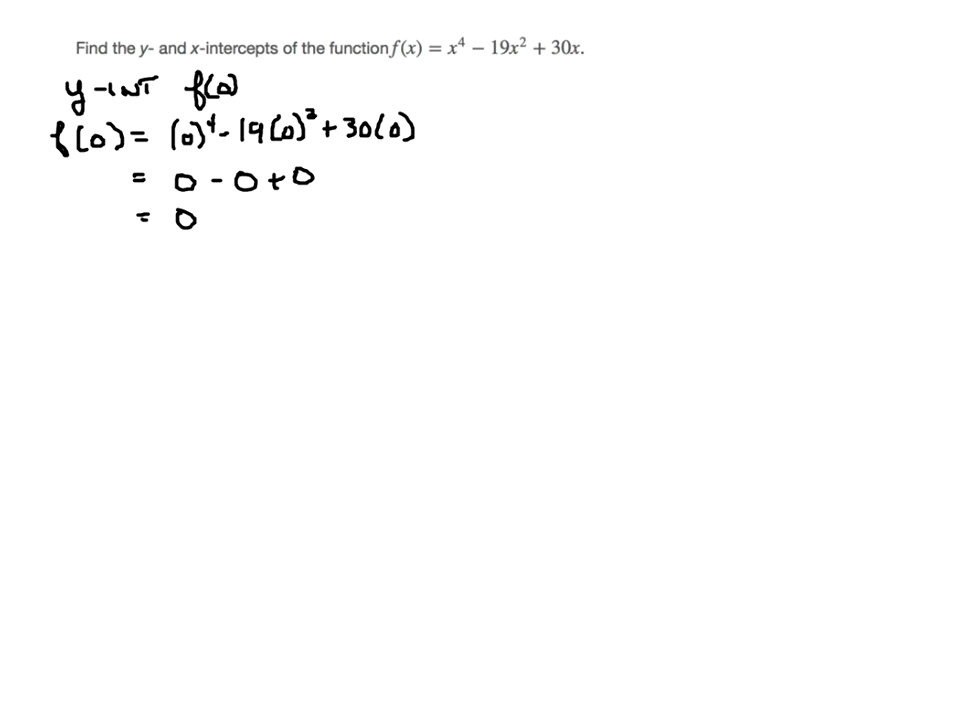 Find the y- and x-intercepts of the function f(x) = x⁴ − 19x² + 30x.
y-INT f(0)
f(0) = (0)⁴ - 19(0)² + 30(0)
= 0 - 0 + 0
= 0